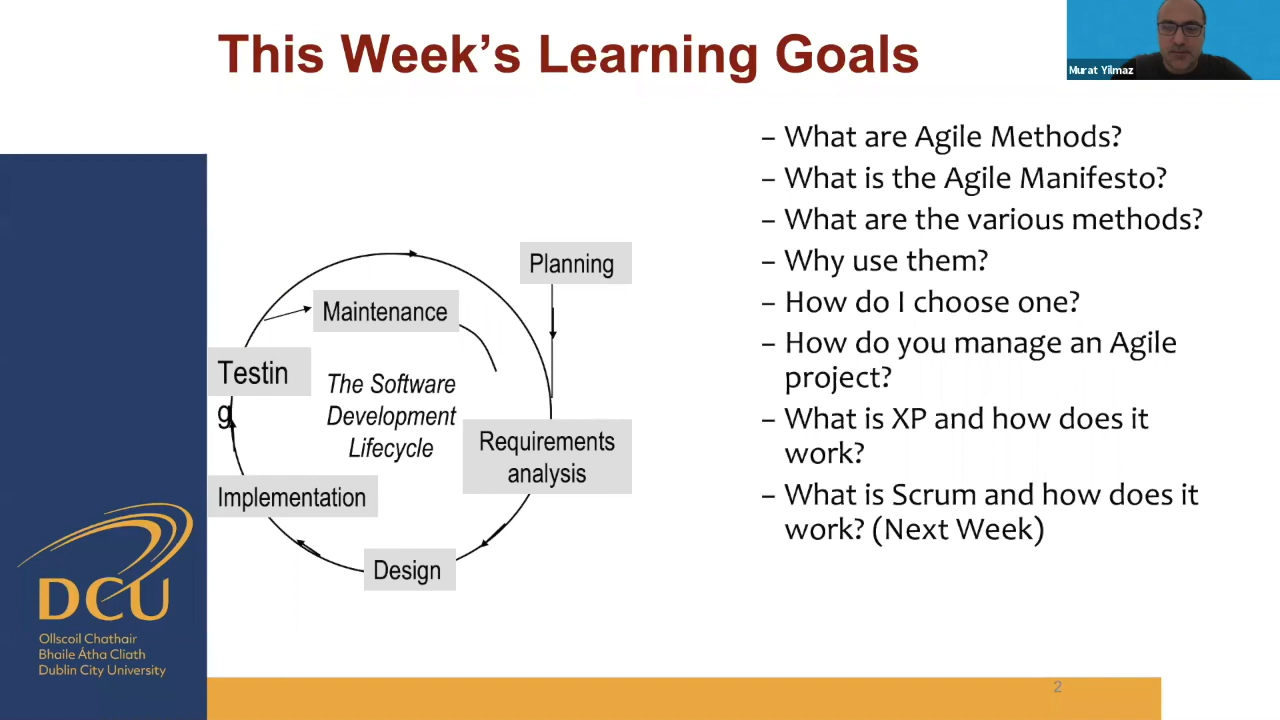 This Week's Learning Goals
Murat Yilmaz
– What are Agile Methods?
– What is the Agile Manifesto?
– What are the various methods?
– Why use them?
– How do I choose one?
– How do you manage an Agile
project?
– What is XP and how does it
work?
– What is Scrum and how does it
work? (Next Week)
Planning
Maintenance
Testin
g
The Software
Development
Lifecycle
Requirements
analysis
Implementation
Design
DCU
Ollscoil Chathair
Bhaile Átha Cliath
Dublin City University
2